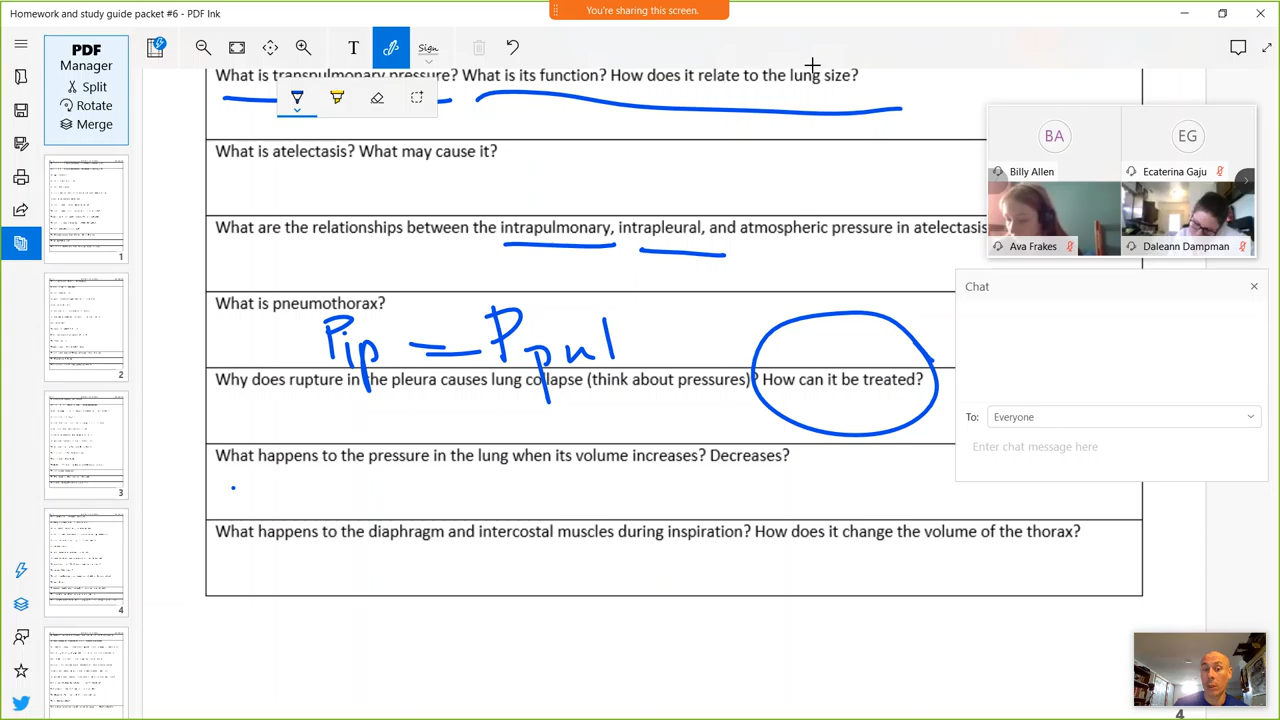 Homework and study guide packet #6 - PDF Ink
You're sharing this screen.
PDF
Manager
Split
Rotate
Merge
T
Sign
What is transpulmonary pressure? What is its function? How does it relate to the lung size?
What is atelectasis? What may cause it?
What are the relationships between the intrapulmonary, intrapleural, and atmospheric pressure in atelectasis
What is pneumothorax?
Pip = Ppul
Why does rupture in the pleura causes lung collapse (think about pressures)? How can it be treated?
What happens to the pressure in the lung when its volume increases? Decreases?
What happens to the diaphragm and intercostal muscles during inspiration? How does it change the volume of the thorax?
1
2
3
4
BA
EG
Billy Allen
Ecaterina Gaju
Ava Frakes
Daleann Dampman
Chat
To:
Everyone
Enter chat message here
4